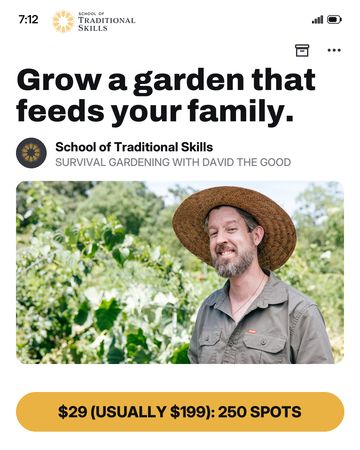 7:12
SCHOOL OF
TRADITIONAL
SKILLS
Grow a garden that
feeds your family.
School of Traditional Skills
SURVIVAL GARDENING WITH DAVID THE GOOD
$29 (USUALLY $199): 250 SPOTS